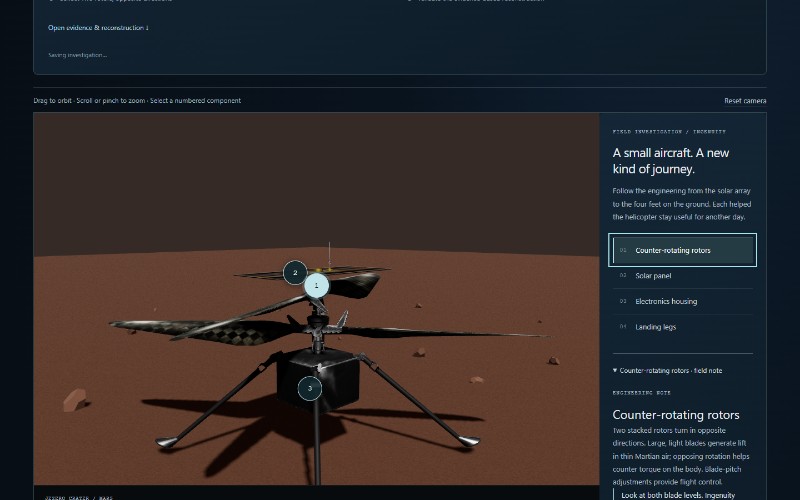 Open evidence & reconstruction ↓
Saving investigation…
Drag to orbit · Scroll or pinch to zoom · Select a numbered component
Reset camera
2
1
3
FIELD INVESTIGATION / INGENUITY
A small aircraft. A new
kind of journey.
Follow the engineering from the solar array
to the four feet on the ground. Each helped
the helicopter stay useful for another day.
01 Counter-rotating rotors
02 Solar panel
03 Electronics housing
04 Landing legs
▼ Counter-rotating rotors · field note
ENGINEERING NOTE
Counter-rotating rotors
Two stacked rotors turn in opposite
directions. Large, light blades generate lift
in thin Martian air; opposing rotation helps
counter torque on the body. Blade-pitch
adjustments provide flight control.
Look at both blade levels. Ingenuity
JEZERO CRATER / MARS